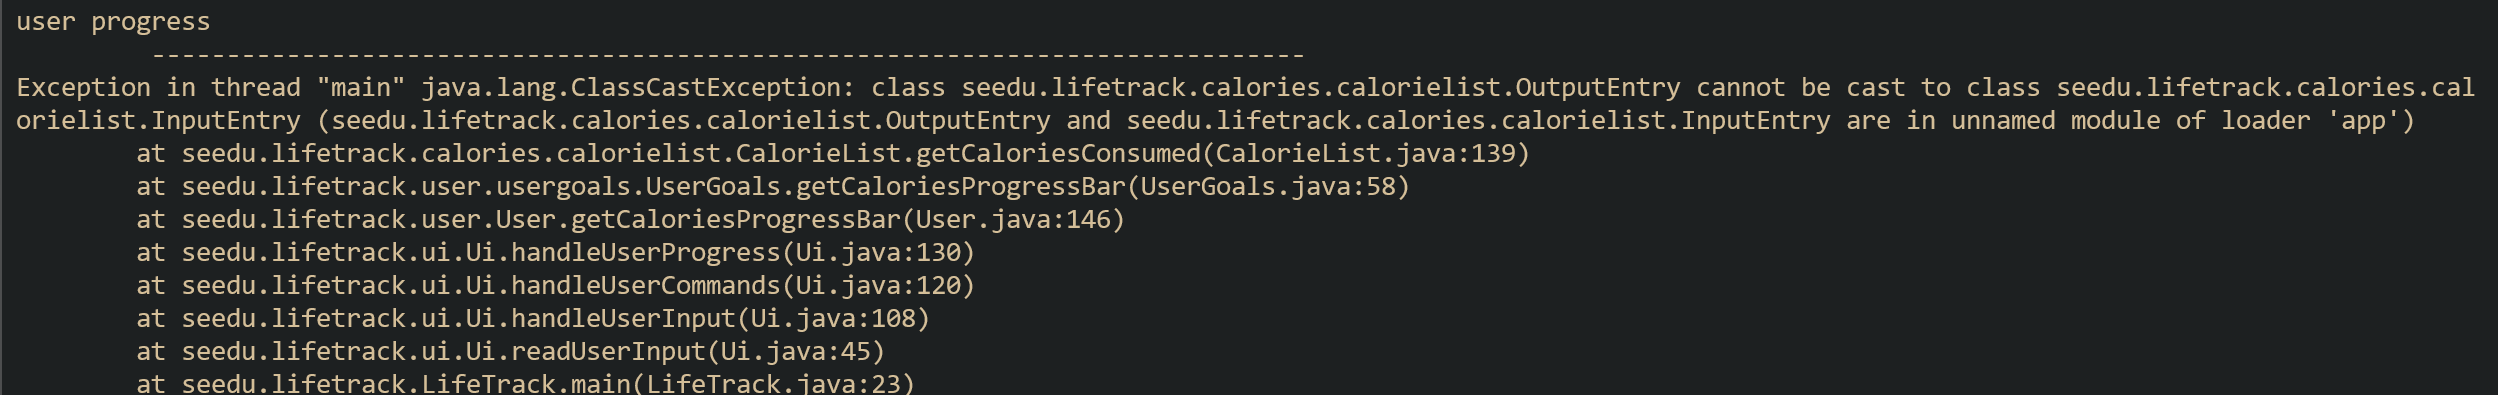 user progress
-----------------------------------------------------------------------------
Exception in thread "main" java.lang.ClassCastException: class seedu.lifetrack.calories.calorielist.OutputEntry cannot be cast to class seedu.lifetrack.calories.cal
orielist.InputEntry (seedu.lifetrack.calories.calorielist.OutputEntry and seedu.lifetrack.calories.calorielist.InputEntry are in unnamed module of loader 'app')
at seedu.lifetrack.calories.calorielist.CalorieList.getCaloriesConsumed(CalorieList.java:139)
at seedu.lifetrack.user.usergoals.UserGoals.getCaloriesProgressBar(UserGoals.java:58)
at seedu.lifetrack.user.User.getCaloriesProgressBar(User.java:146)
at seedu.lifetrack.ui.Ui.handleUserProgress(Ui.java:130)
at seedu.lifetrack.ui.Ui.handleUserCommands(Ui.java:120)
at seedu.lifetrack.ui.Ui.handleUserInput(Ui.java:108)
at seedu.lifetrack.ui.Ui.readUserInput(Ui.java:45)
at seedu.lifetrack.LifeTrack.main(LifeTrack.java:23)